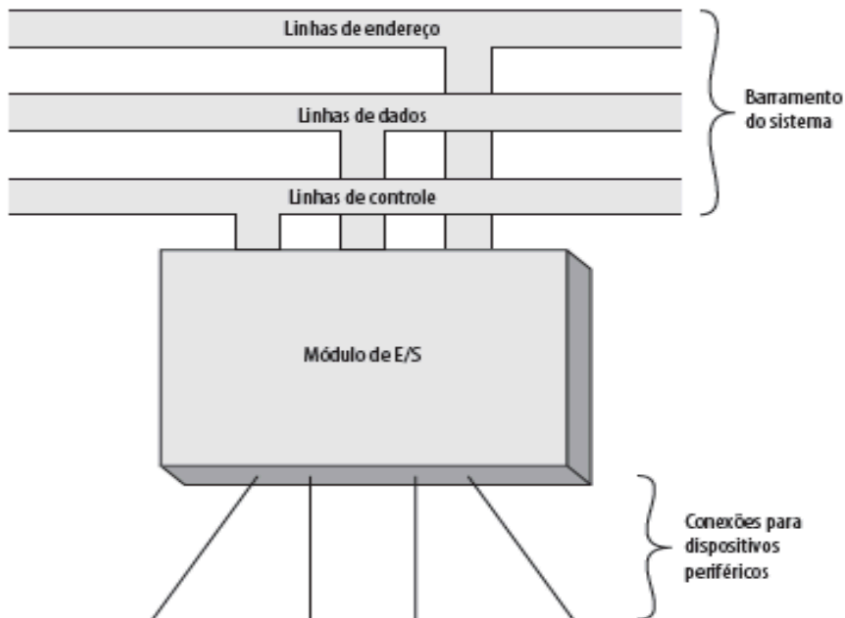 Linhas de endereço
Linhas de dados
Linhas de controle
Barramento
do sistema
Módulo de E/S
Conexões para
dispositivos
periféricos